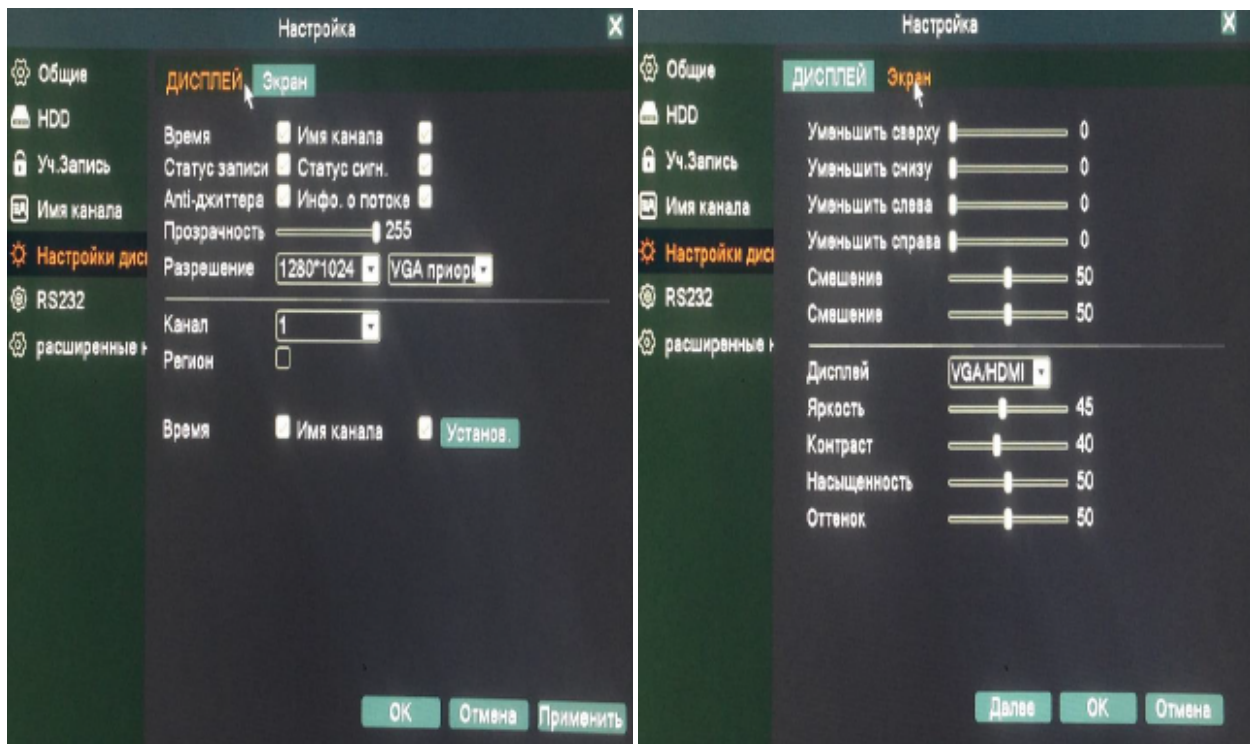 Настройка X
Общие
HDD
Уч.Запись
Имя канала
Настройки дисп
RS232
расширенные н
ДИСПЛЕЙ Экран
Время Имя канала
Статус записи Статус сигн.
Anti-джиттера Инфо. о потоке
Прозрачность 255
Разрешение 1280*1024 VGA приори
Канал 1
Регион
Время Имя канала Установ.
OK Отмена Применить
Настройка X
Общие
HDD
Уч.Запись
Имя канала
Настройки дисп
RS232
расширенные н
ДИСПЛЕЙ Экран
Уменьшить сверху 0
Уменьшить снизу 0
Уменьшить слева 0
Уменьшить справа 0
Смешение 50
Смешение 50
Дисплей VGA/HDMI
Яркость 45
Контраст 40
Насыщенность 50
Оттенок 50
Далее OK Отмена